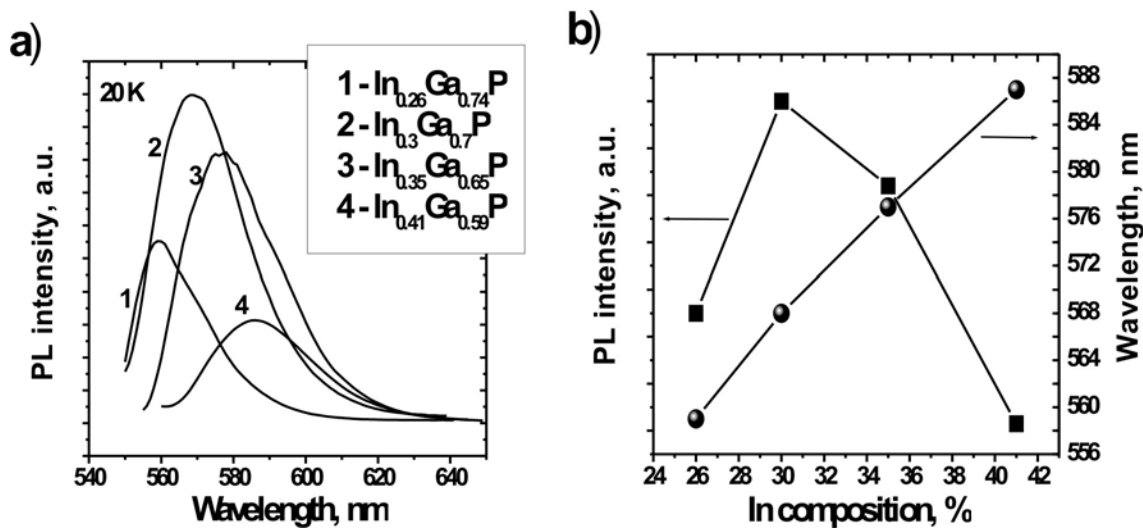 a)
20K
1 - In0.26Ga0.74P
2 - In0.3Ga0.7P
3 - In0.35Ga0.65P
4 - In0.41Ga0.59P
2
3
1
4
PL intensity, a.u.
540 560 580 600 620 640
Wavelength, nm
b)
PL intensity, a.u.
588
584
580
576
572
568
564
560
556
Wavelength, nm
24 26 28 30 32 34 36 38 40 42
In composition, %